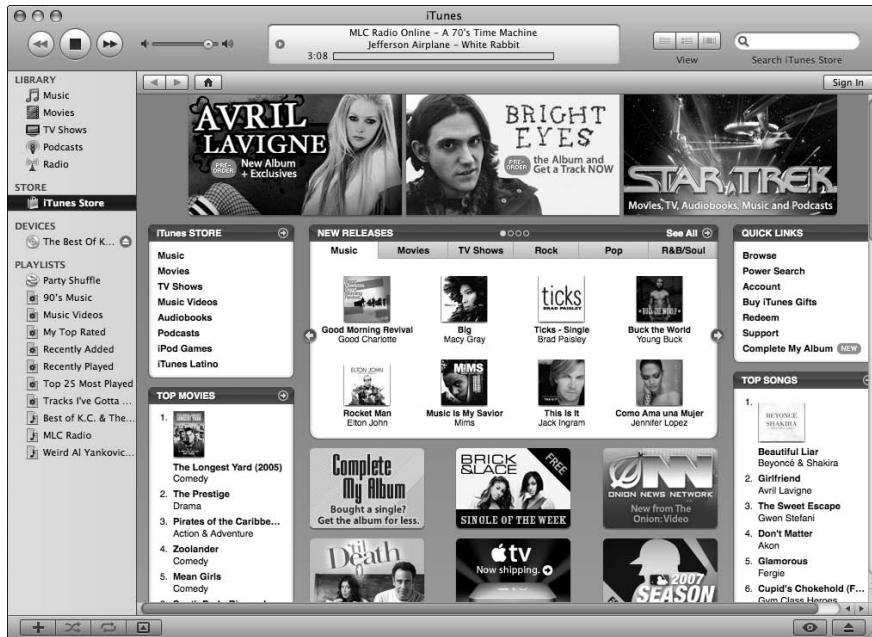 iTunes
MLC Radio Online – A 70's Time Machine
Jefferson Airplane – White Rabbit
3:08
View
Search iTunes Store
Sign In
LIBRARY
Music
Movies
TV Shows
Podcasts
Radio
STORE
iTunes Store
DEVICES
The Best Of K...
PLAYLISTS
Party Shuffle
90's Music
Music Videos
My Top Rated
Recently Added
Recently Played
Top 25 Most Played
Tracks I've Gotta ...
Best of K.C. & The...
MLC Radio
Weird Al Yankovic...
AVRIL
LAVIGNE
PRE-ORDER
New Album
+ Exclusives
BRIGHT
EYES
PRE-ORDER
the Album and
Get a Track NOW
STAR TREK
Movies, TV, Audiobooks, Music and Podcasts
iTunes STORE
Music
Movies
TV Shows
Music Videos
Audiobooks
Podcasts
iPod Games
iTunes Latino
TOP MOVIES
1.
The Longest Yard (2005)
Comedy
2. The Prestige
Drama
3. Pirates of the Caribbe...
Action & Adventure
4. Zoolander
Comedy
5. Mean Girls
Comedy
NEW RELEASES
See All
Music Movies TV Shows Rock Pop R&B/Soul
Good Morning Revival
Good Charlotte
Big
Macy Gray
ticks
BRAD PAISLEY
Ticks - Single
Brad Paisley
Buck the World
Young Buck
ELTON JOHN
Rocket Man
Elton John
MIMS
Music Is My Savior
Mims
This Is It
Jack Ingram
Como Ama una Mujer
Jennifer Lopez
Complete
My Album
Bought a single?
Get the album for less.
BRICK
& LACE
FREE
SINGLE OF THE WEEK
ONN
ONION NEWS NETWORK
New from The
Onion: Video
'til
Death
tv
Now shipping.
2007
SEASON
QUICK LINKS
Browse
Power Search
Account
Buy iTunes Gifts
Redeem
Support
Complete My Album NEW
TOP SONGS
1.
BEYONCÉ
SHAKIRA
Beautiful Liar
Beyoncé & Shakira
2. Girlfriend
Avril Lavigne
3. The Sweet Escape
Gwen Stefani
4. Don't Matter
Akon
5. Glamorous
Fergie
6. Cupid's Chokehold (F...
Gym Class Heroes